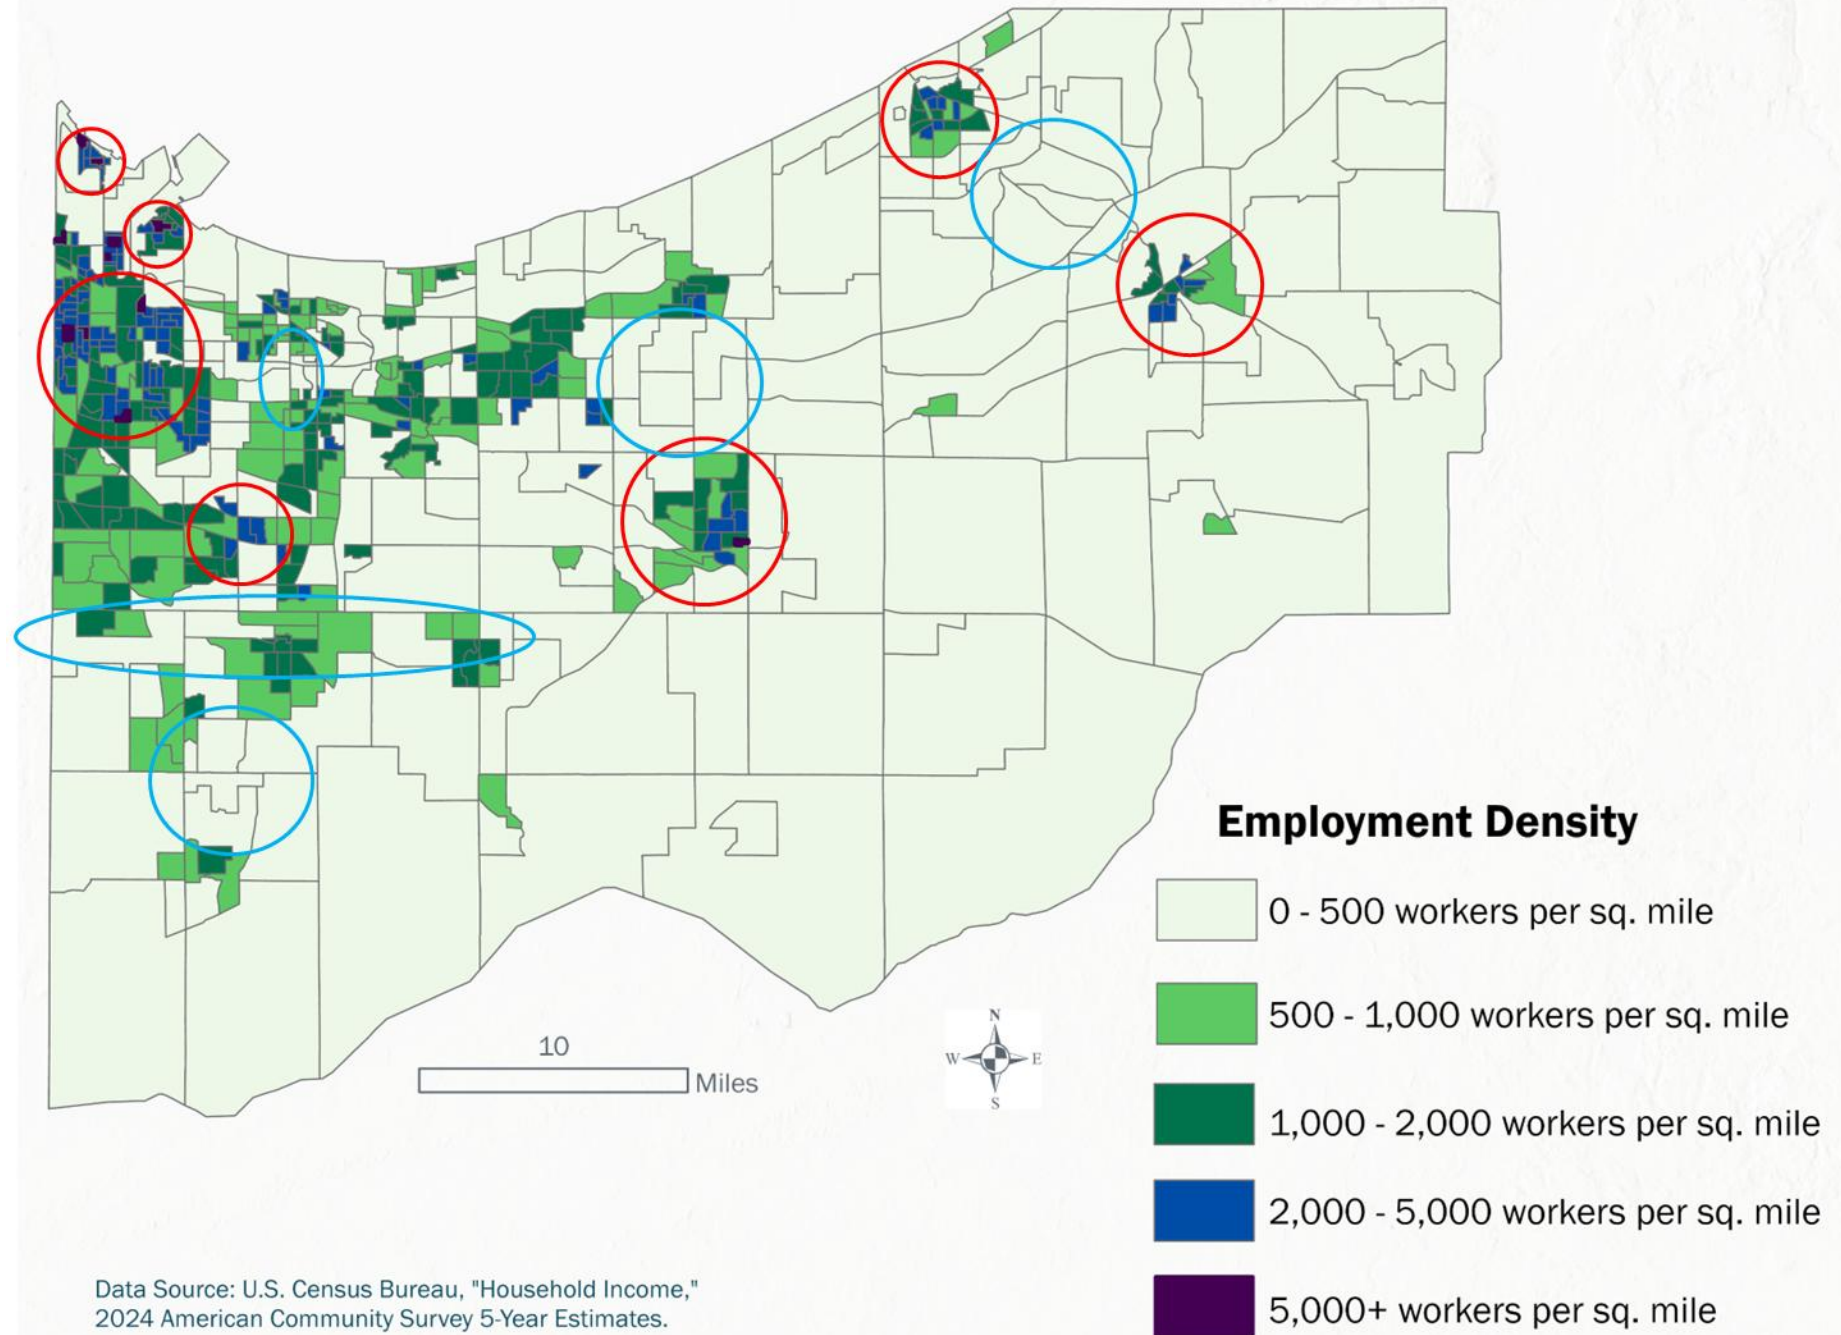 Employment Density
0 - 500 workers per sq. mile
500 - 1,000 workers per sq. mile
1,000 - 2,000 workers per sq. mile
2,000 - 5,000 workers per sq. mile
5,000+ workers per sq. mile
10
Miles
N
W E
S
Data Source: U.S. Census Bureau, "Household Income,"
2024 American Community Survey 5-Year Estimates.